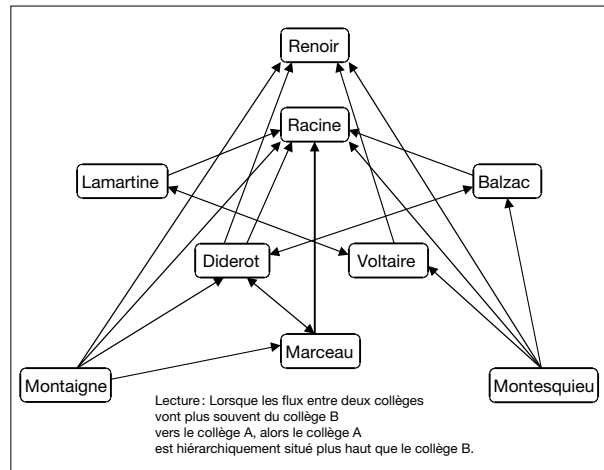 Renoir
Racine
Lamartine
Balzac
Diderot
Voltaire
Marceau
Montaigne
Montesquieu
Lecture : Lorsque les flux entre deux collèges
vont plus souvent du collège B
vers le collège A, alors le collège A
est hiérarchiquement situé plus haut que le collège B.